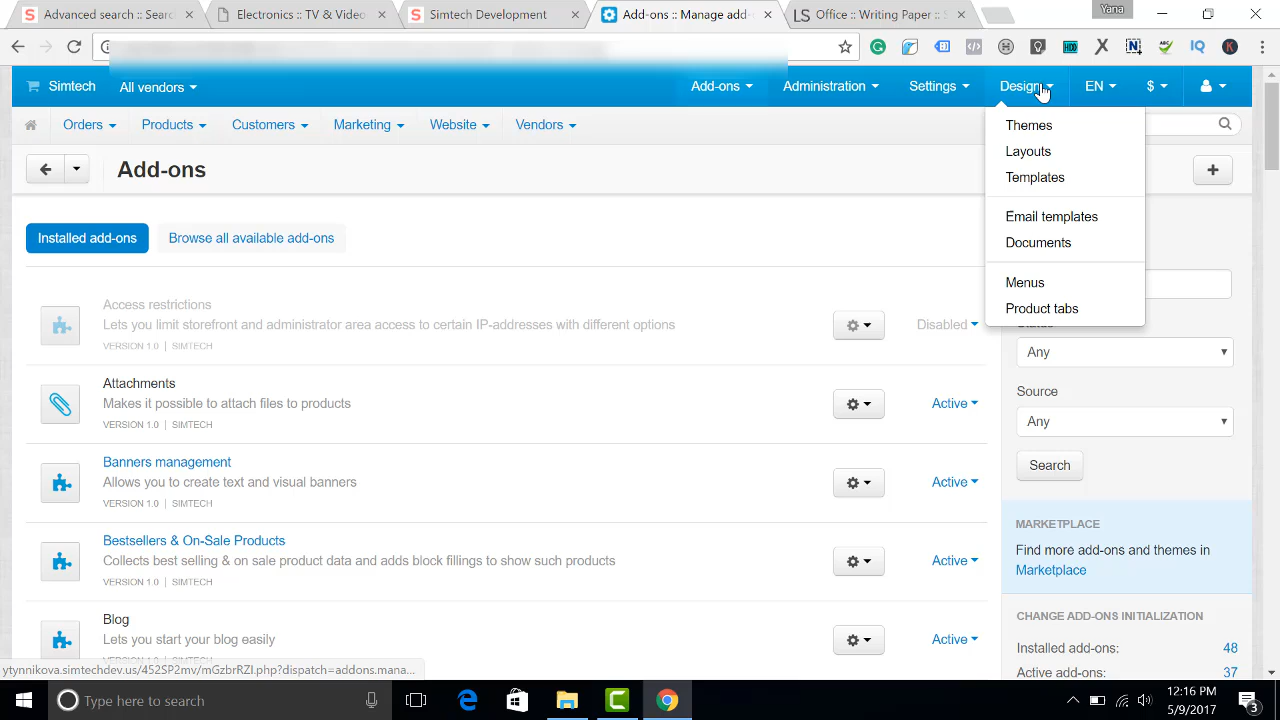 Advanced search :: Searc
Electronics :: TV & Video
Simtech Development
Add-ons :: Manage add-
Office :: Writing Paper :: S
Yana
Simtech
All vendors
Add-ons
Administration
Settings
Design
EN
$
Orders
Products
Customers
Marketing
Website
Vendors
Themes
Layouts
Templates
Email templates
Documents
Menus
Product tabs
Add-ons
Installed add-ons
Browse all available add-ons
Access restrictions
Lets you limit storefront and administrator area access to certain IP-addresses with different options
VERSION 1.0 | SIMTECH
Disabled
Attachments
Makes it possible to attach files to products
VERSION 1.0 | SIMTECH
Active
Banners management
Allows you to create text and visual banners
VERSION 1.0 | SIMTECH
Active
Bestsellers & On-Sale Products
Collects best selling & on sale product data and adds block fillings to show such products
VERSION 1.0 | SIMTECH
Active
Blog
Lets you start your blog easily
Active
Any
Source
Any
Search
MARKETPLACE
Find more add-ons and themes in
Marketplace
CHANGE ADD-ONS INITIALIZATION
Installed add-ons: 48
Active add-ons: 37
ytynnikova.simtechdev.us/452SP2mv/mGzbrRZI.php?dispatch=addons.mana...
Type here to search
12:16 PM
5/9/2017
3